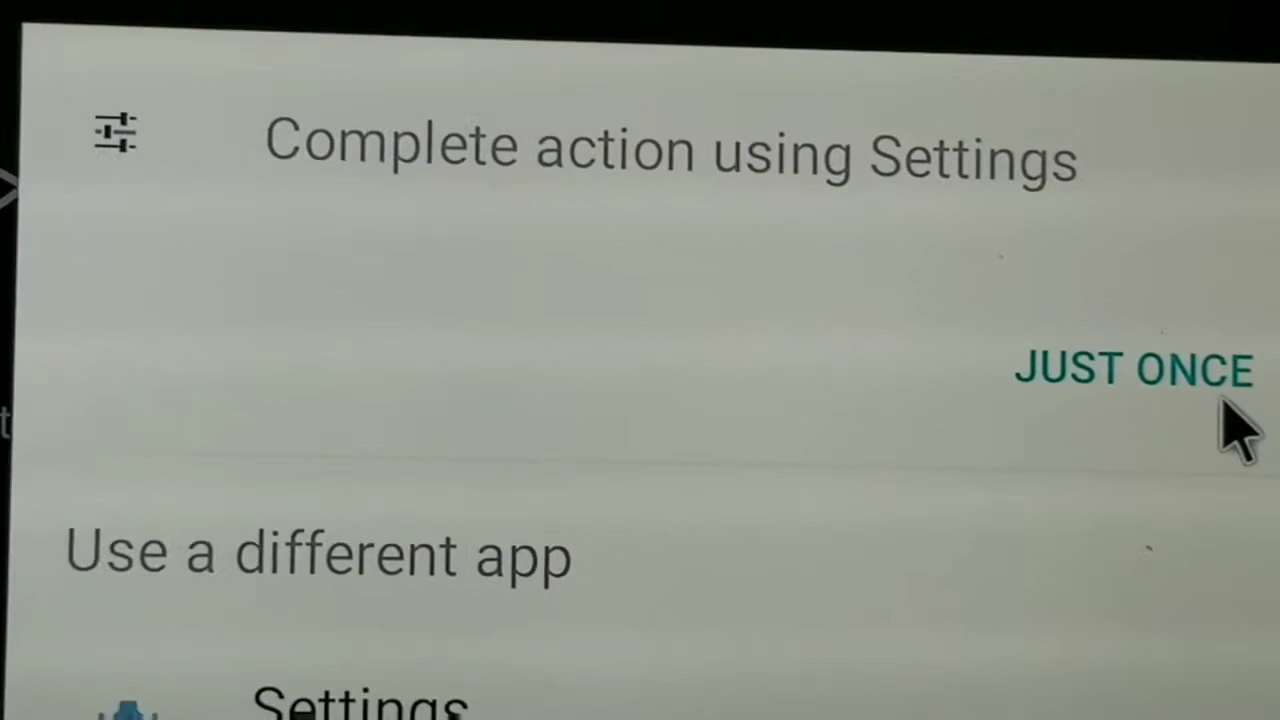 Complete action using Settings
JUST ONCE
t
Use a different app
Settings